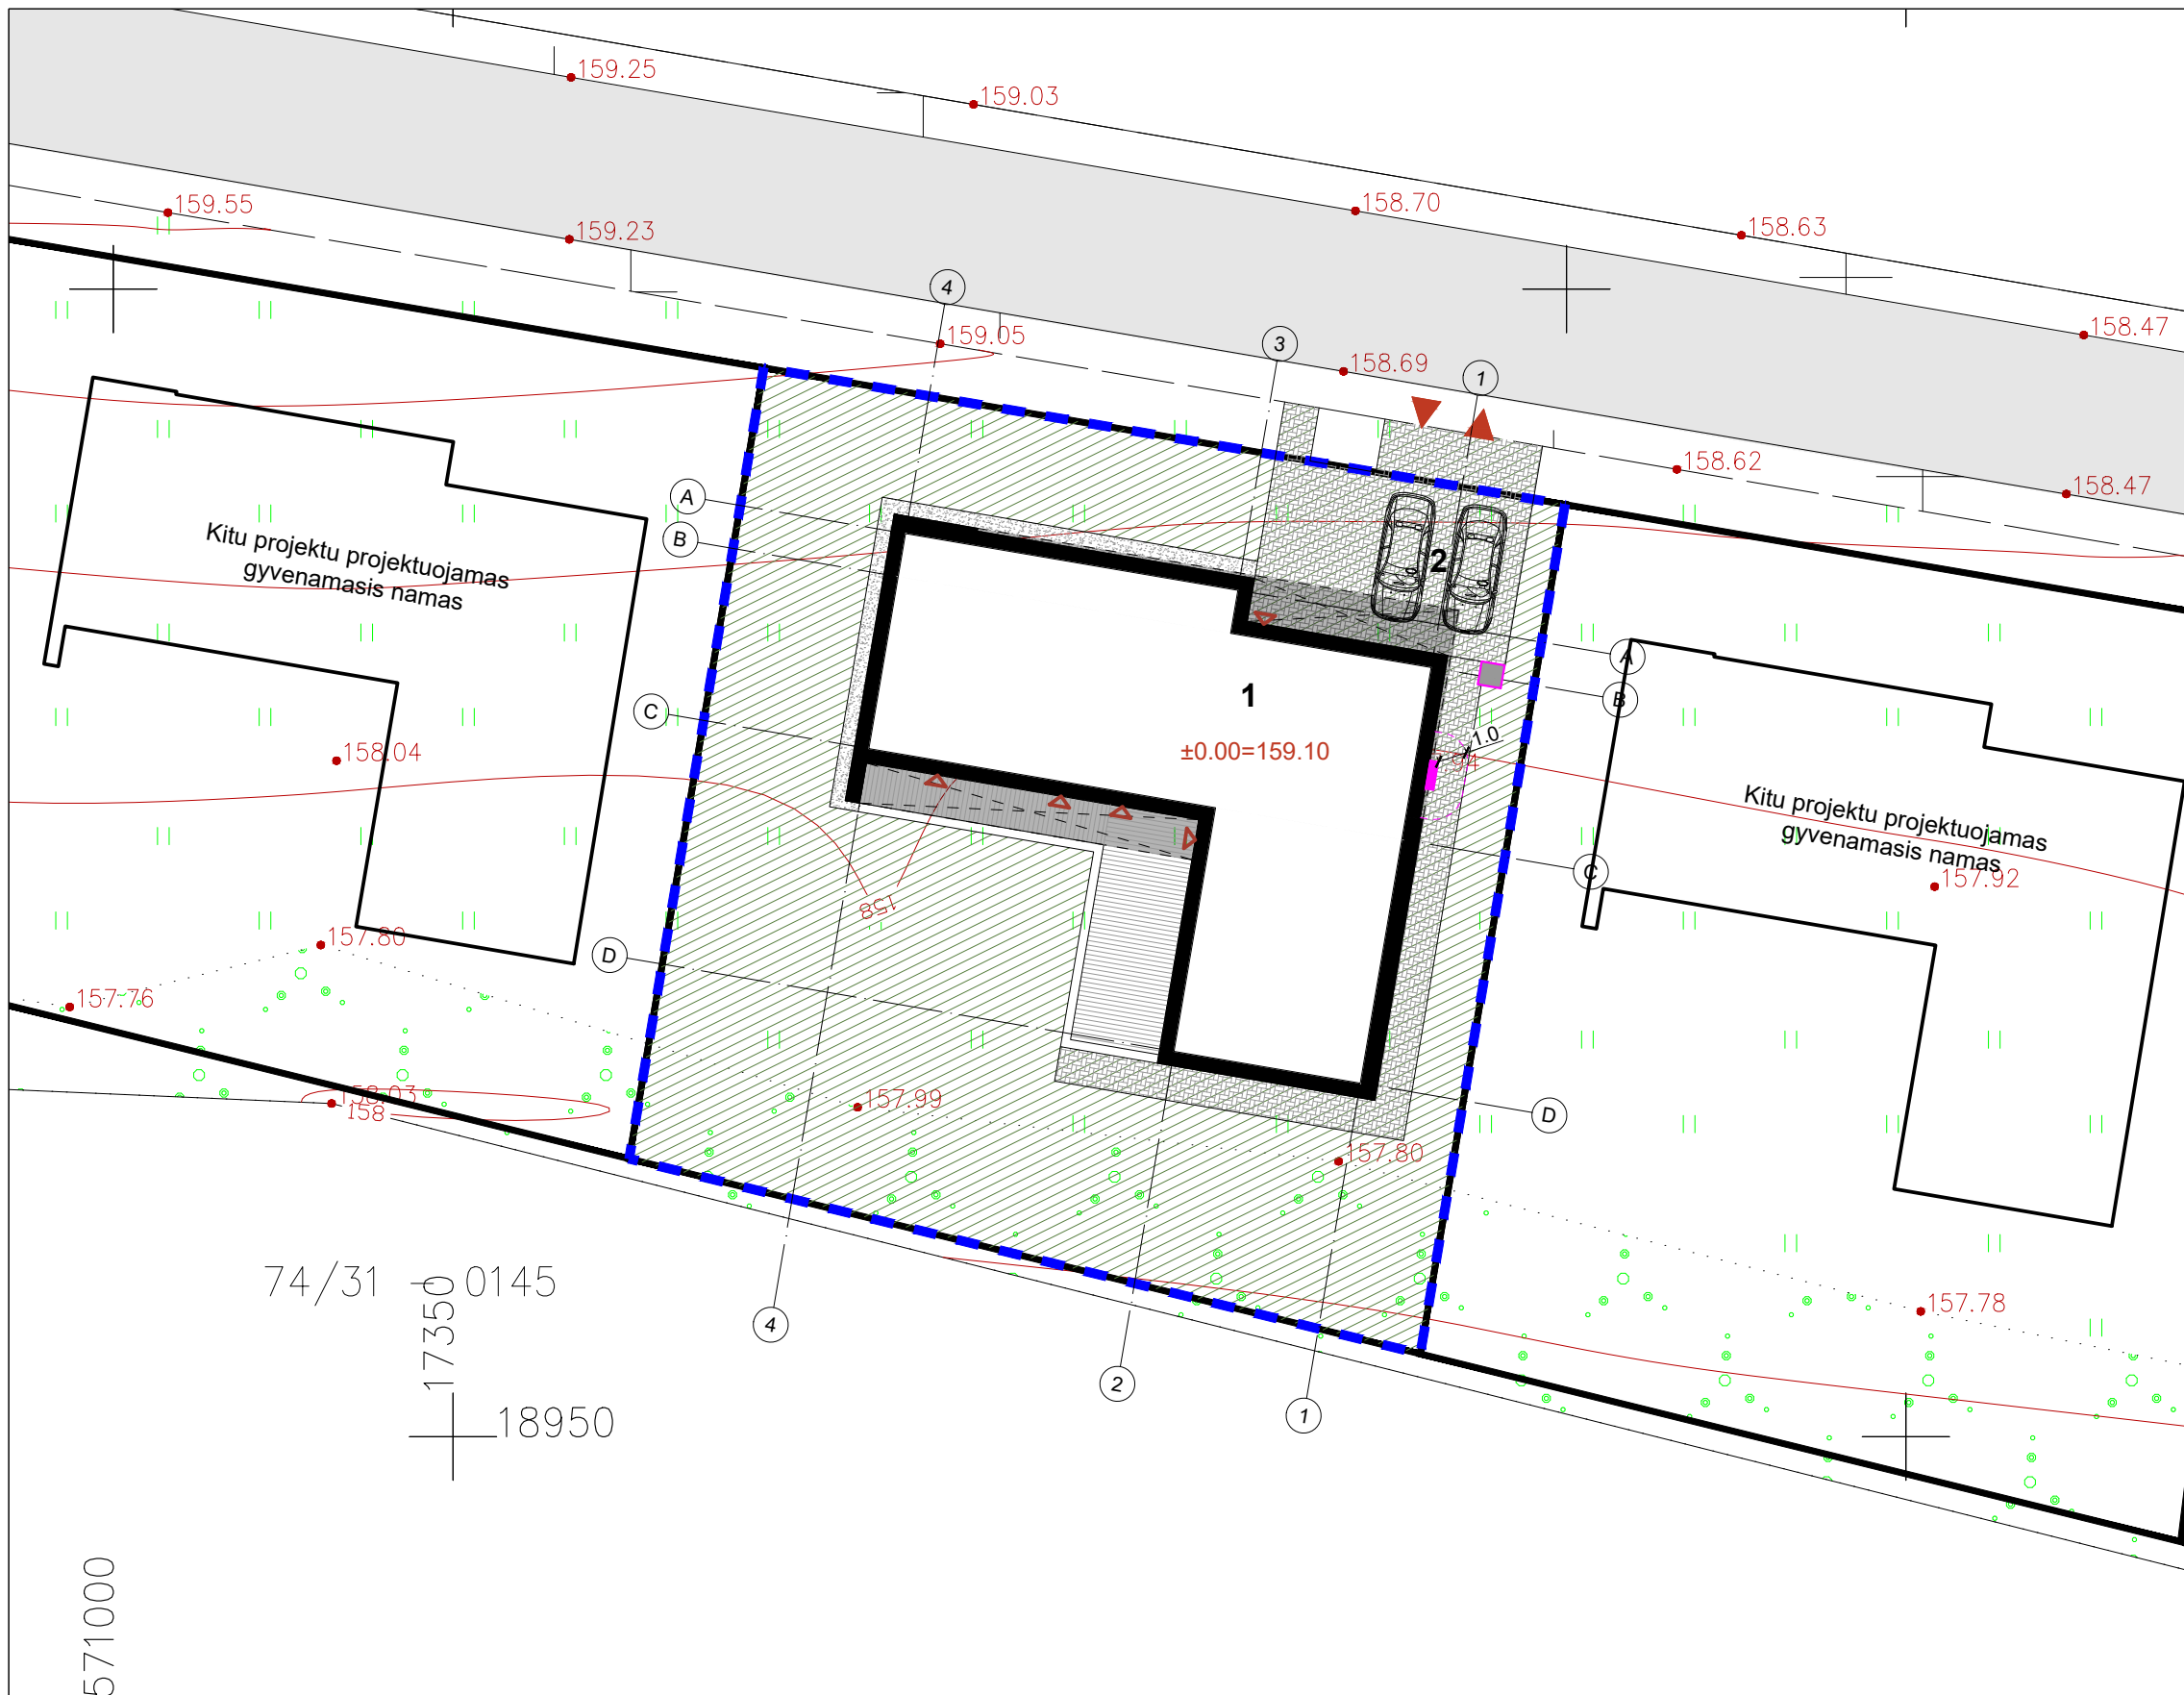 159.25
159.03
159.55
159.23
158.70
158.63
158.47
4
159.05
3
158.69
1
158.62
158.47
A
B
Kitu projektu projektuojamas
gyvenamasis namas
2
A
B
C
1
±0.00=159.10
1.0
158.04
Kitu projektu projektuojamas
gyvenamasis namas
157.92
C
158
157.80
D
157.76
158.03
158
157.99
D
157.80
74/31 – 0145
17350
157.78
4
2
1
18950
571000